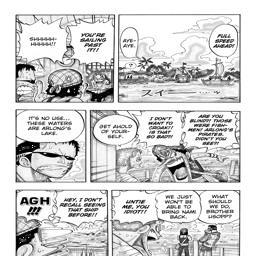 FULL
SPEED
AHEAD!
AYE-
AYE.
スイ
YOU'RE
SAILING
PAST
IT!!
SHHHHH-
HHHHH!!
ARE YOU
BLIND?! THOSE
WERE FISH-
MEN! ARLONG'S
PIRATES.
DIDN'T YOU
SEE?!
I DON'T
WANT TO
CROAK!! IS
THAT SO
BAD?!
GET AHOLD
OF YOUR-
SELF.
IT'S NO USE...
THESE WATERS
ARE ARLONG'S
LAKE.
WHAT
SHOULD
WE DO,
BROTHER
USOPP?
WE JUST
WON'T BE
ABLE TO
BRING NAMI
BACK.
UNTIE ME,
YOU
IDIOT!!
HEY, I DON'T
RECALL SEEING
THAT SHIP
BEFORE!!
AGH
!!!